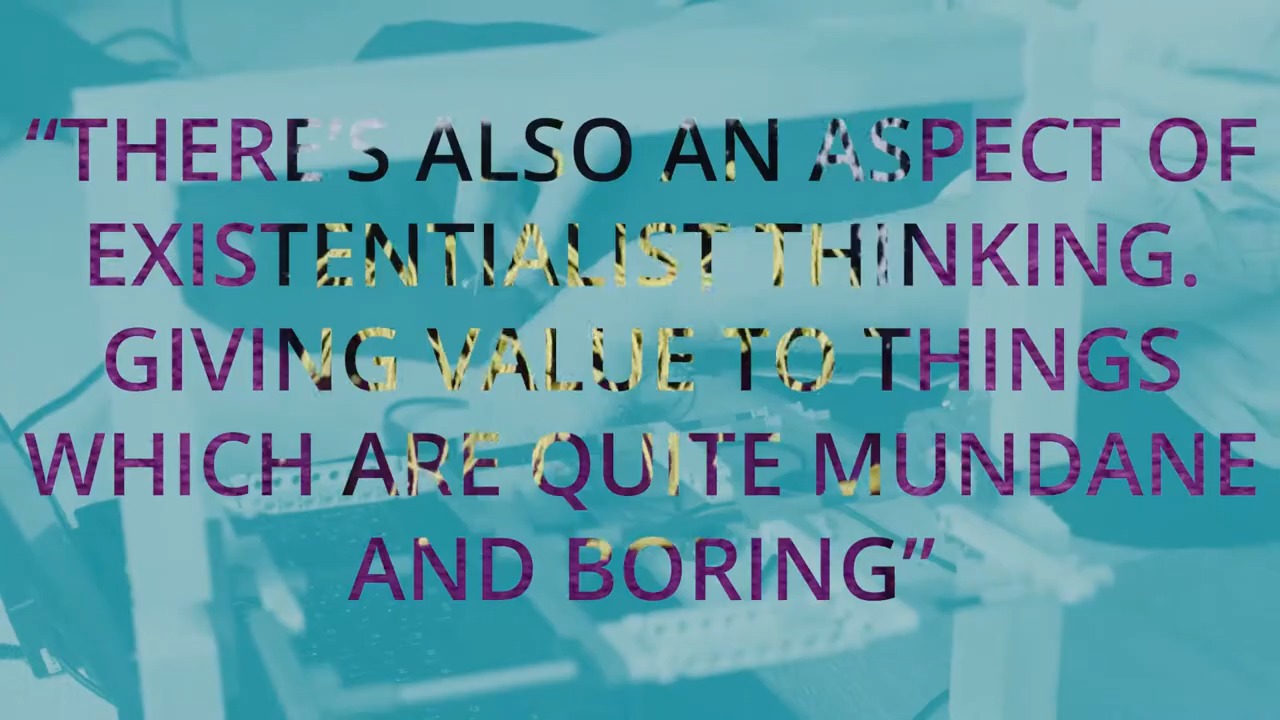 “THERE’S ALSO AN ASPECT OF
EXISTENTIALIST THINKING.
GIVING VALUE TO THINGS
WHICH ARE QUITE MUNDANE
AND BORING”